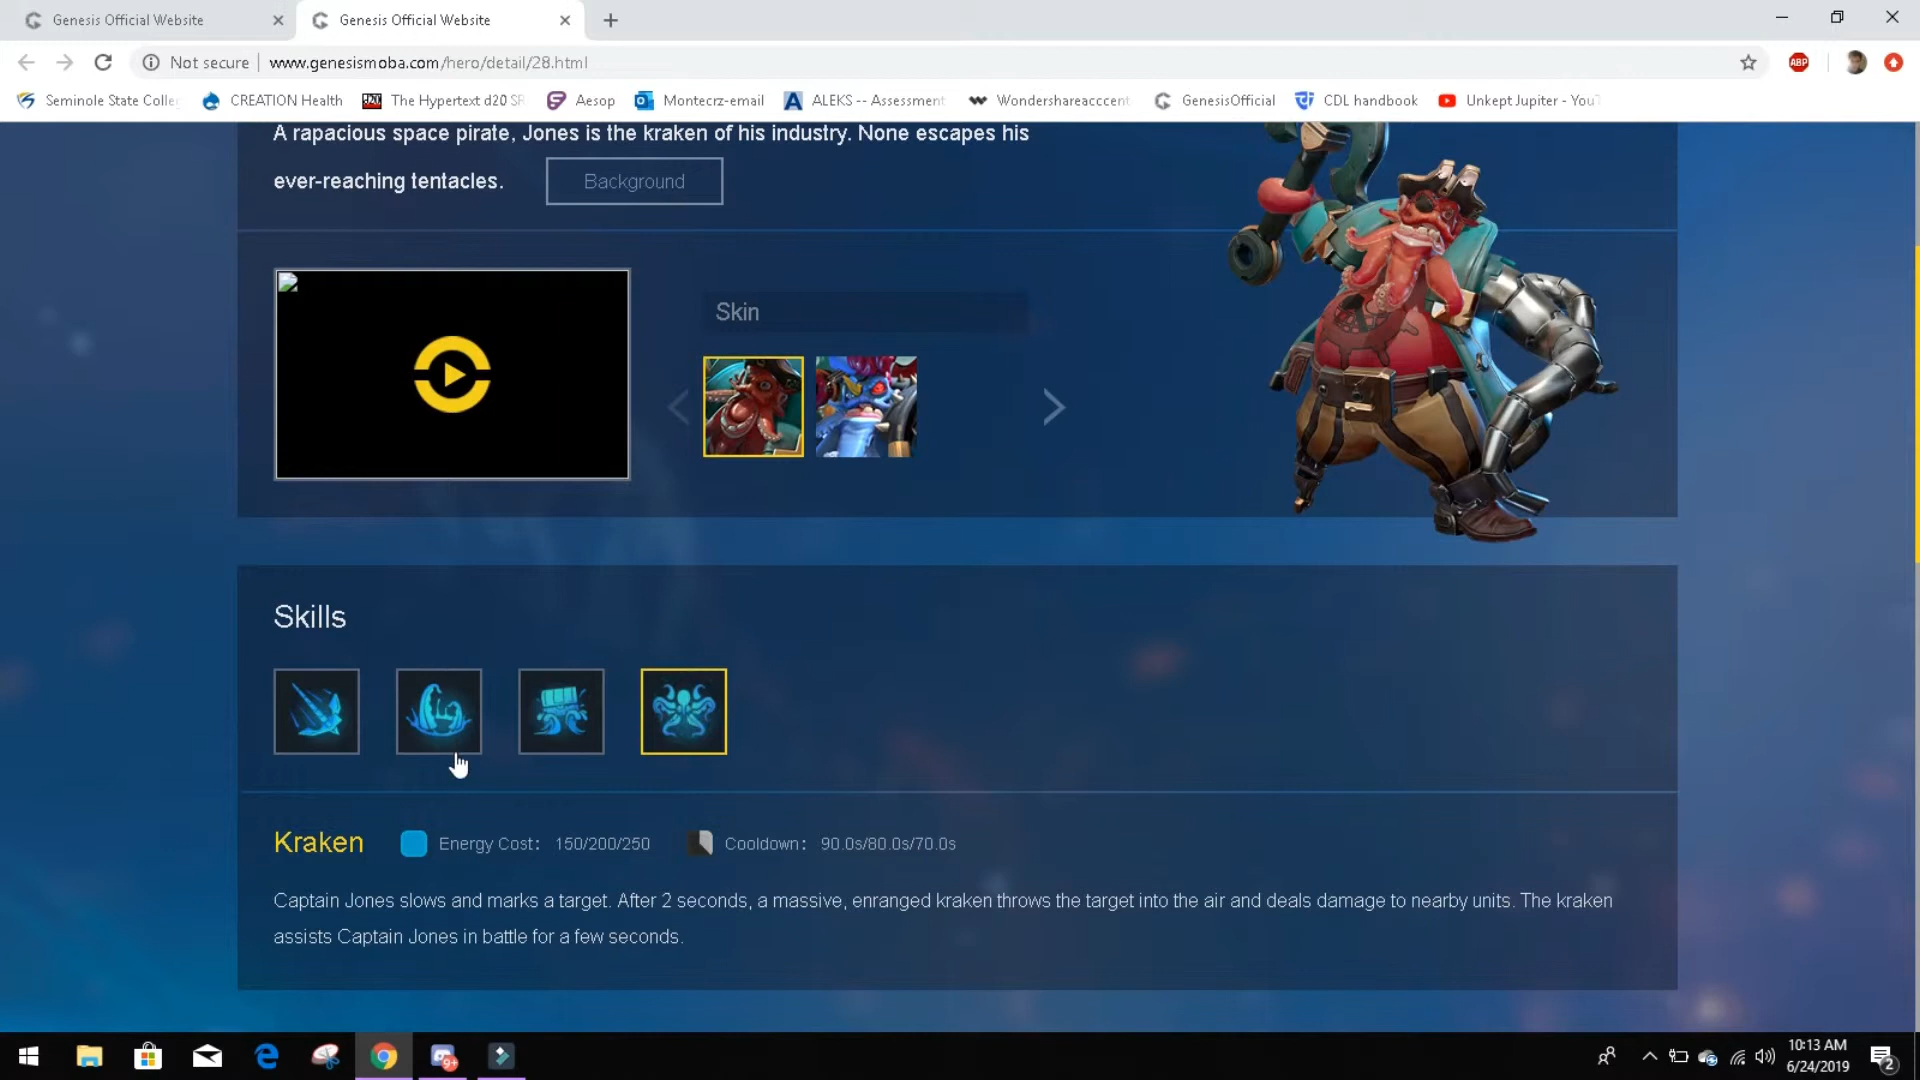 Genesis Official Website
Genesis Official Website
Not secure
www.genesismoba.com/hero/detail/28.html
ABP
Seminole State Colle
CREATION Health
The Hypertext d20 SR
Aesop
Montecrz-email
ALEKS -- Assessment
Wondershareaccent
GenesisOfficial
CDL handbook
Unkept Jupiter - You
A rapacious space pirate, Jones is the kraken of his industry. None escapes his
ever-reaching tentacles.
Background
Skin
Skills
Kraken
Energy Cost: 150/200/250
Cooldown: 90.0s/80.0s/70.0s
Captain Jones slows and marks a target. After 2 seconds, a massive, enranged kraken throws the target into the air and deals damage to nearby units. The kraken
assists Captain Jones in battle for a few seconds.
9+
10:13 AM
6/24/2019
2